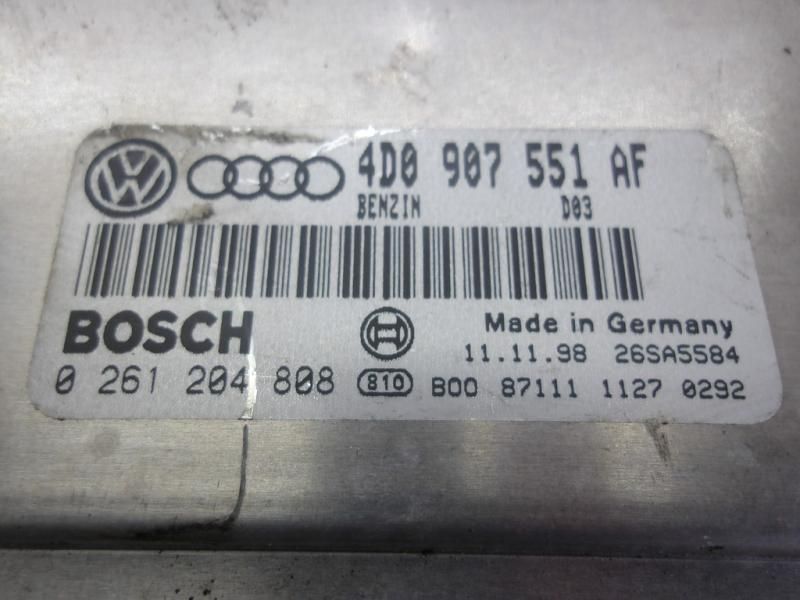 4D0 907 551 AF
BENZIN D03
BOSCH
Made in Germany
11.11.98 26SA5584
0 261 204 808 810 B00 87111 1127 0292